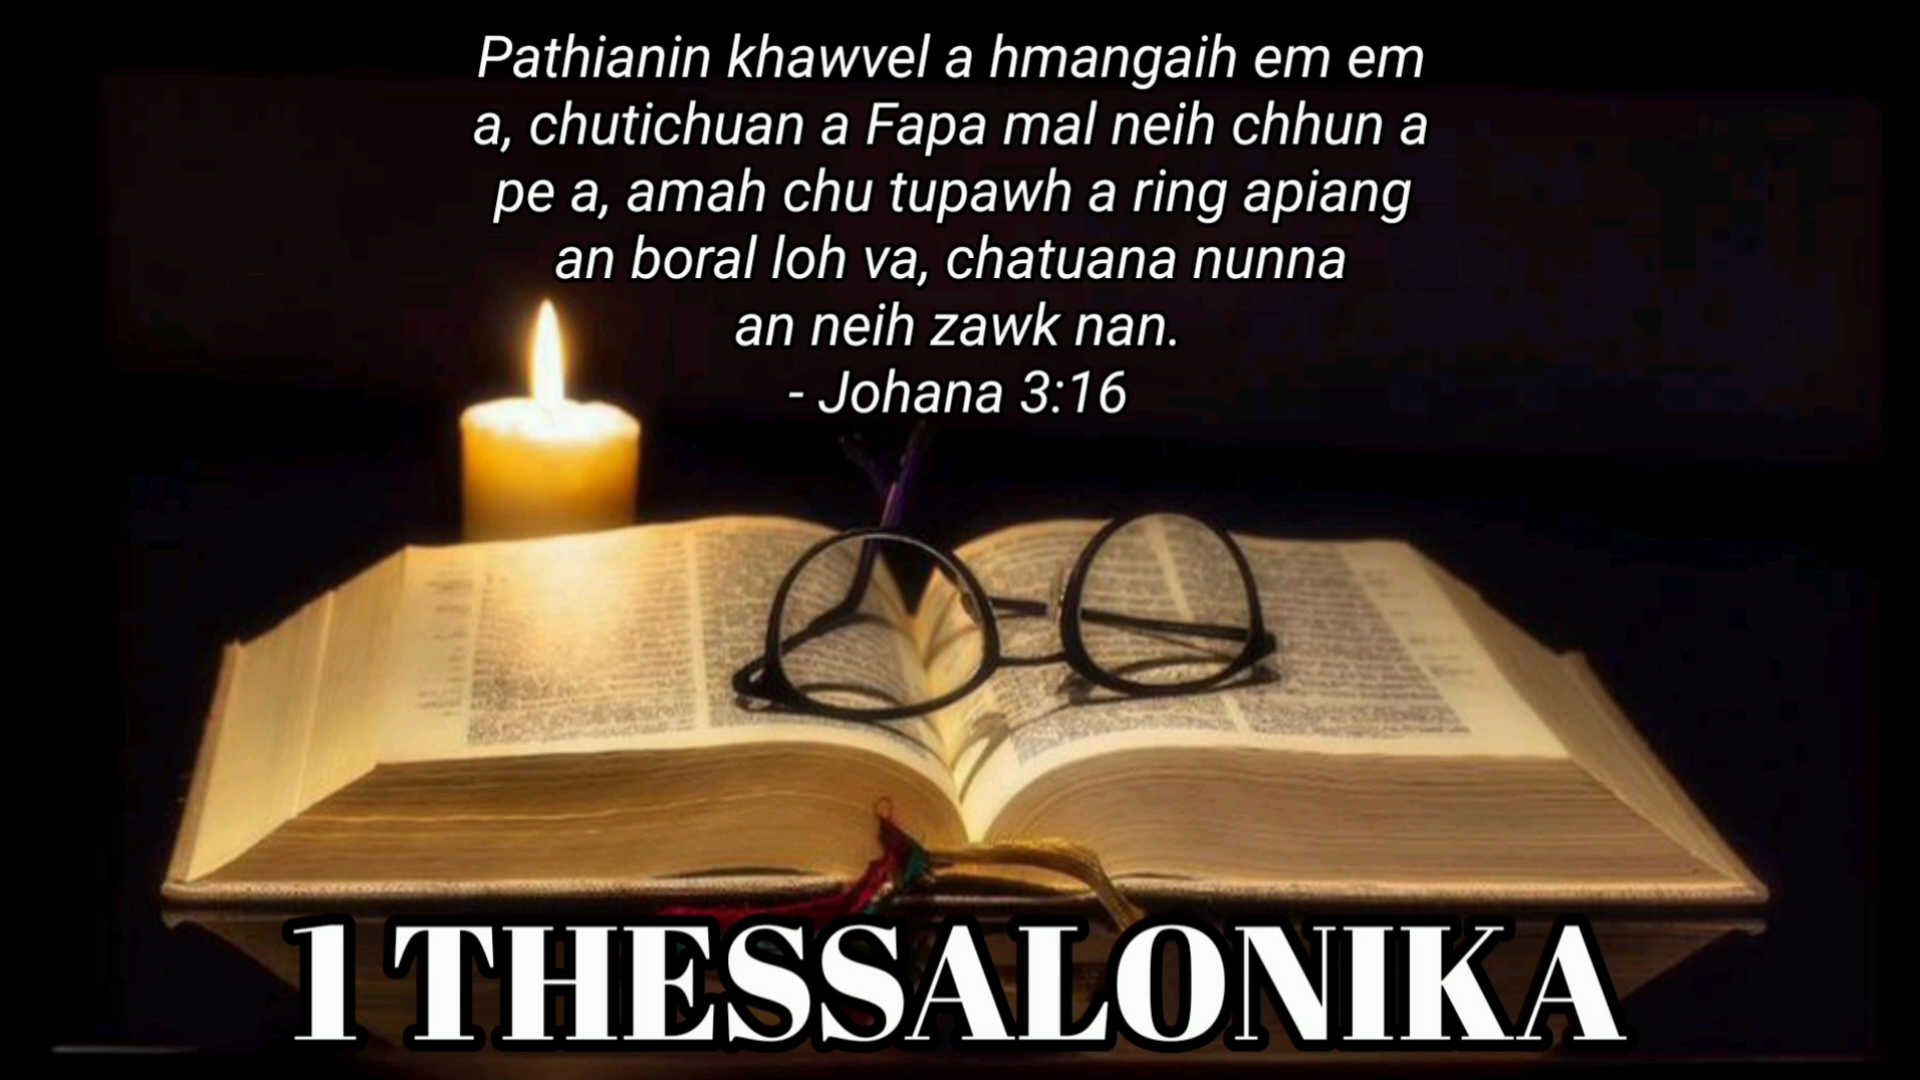 Pathianin khawvel a hmangaih em em
a, chutichuan a Fapa mal neih chhun a
pe a, amah chu tupawh a ring apiang
an boral loh va, chatuana nunna
an neih zawk nan.
- Johana 3:16
1 THESSALONIKA